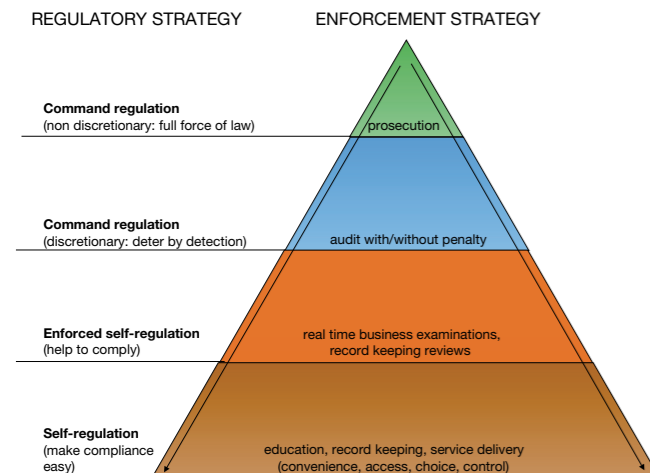 REGULATORY STRATEGY
ENFORCEMENT STRATEGY
Command regulation
(non discretionary: full force of law)
prosecution
Command regulation
(discretionary: deter by detection)
audit with/without penalty
Enforced self-regulation
(help to comply)
real time business examinations,
record keeping reviews
Self-regulation
(make compliance
easy)
education, record keeping, service delivery
(convenience, access, choice, control)